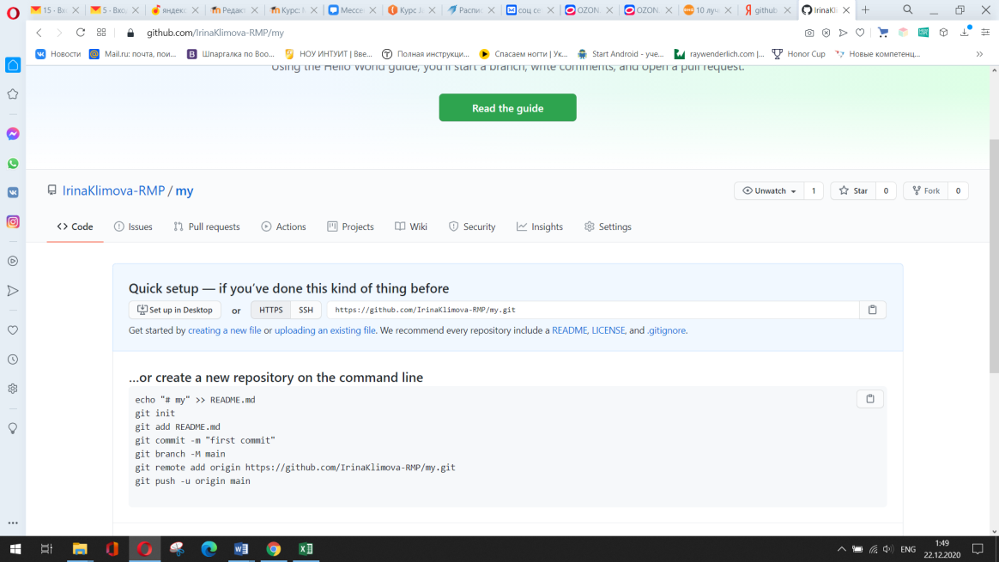 15 - Вх
5 - Вхо
яндекс
Редакт
Курс: М
Мессе
Курс J
Распи
соц се
OZON
OZON
10 луч
github
IrinaKli
github.com/IrinaKlimova-RMP/my
Новости
Mail.ru: почта, пои...
Шпаргалка по Boo...
НОУ ИНТУИТ | Вве...
Полная инструкци...
Спасаем ногти | Ук...
Start Android - уче...
raywenderlich.com |...
Honor Cup
Новые компетенц...
Using the Hello World guide, you'll start a branch, write comments, and open a pull request.
Read the guide
IrinaKlimova-RMP / my
Unwatch 1
Star 0
Fork 0
Code
Issues
Pull requests
Actions
Projects
Wiki
Security
Insights
Settings
Quick setup — if you've done this kind of thing before
Set up in Desktop or HTTPS SSH https://github.com/IrinaKlimova-RMP/my.git
Get started by creating a new file or uploading an existing file. We recommend every repository include a README, LICENSE, and .gitignore.
...or create a new repository on the command line
echo "# my" >> README.md
git init
git add README.md
git commit -m "first commit"
git branch -M main
git remote add origin https://github.com/IrinaKlimova-RMP/my.git
git push -u origin main
ENG
1:49
22.12.2020